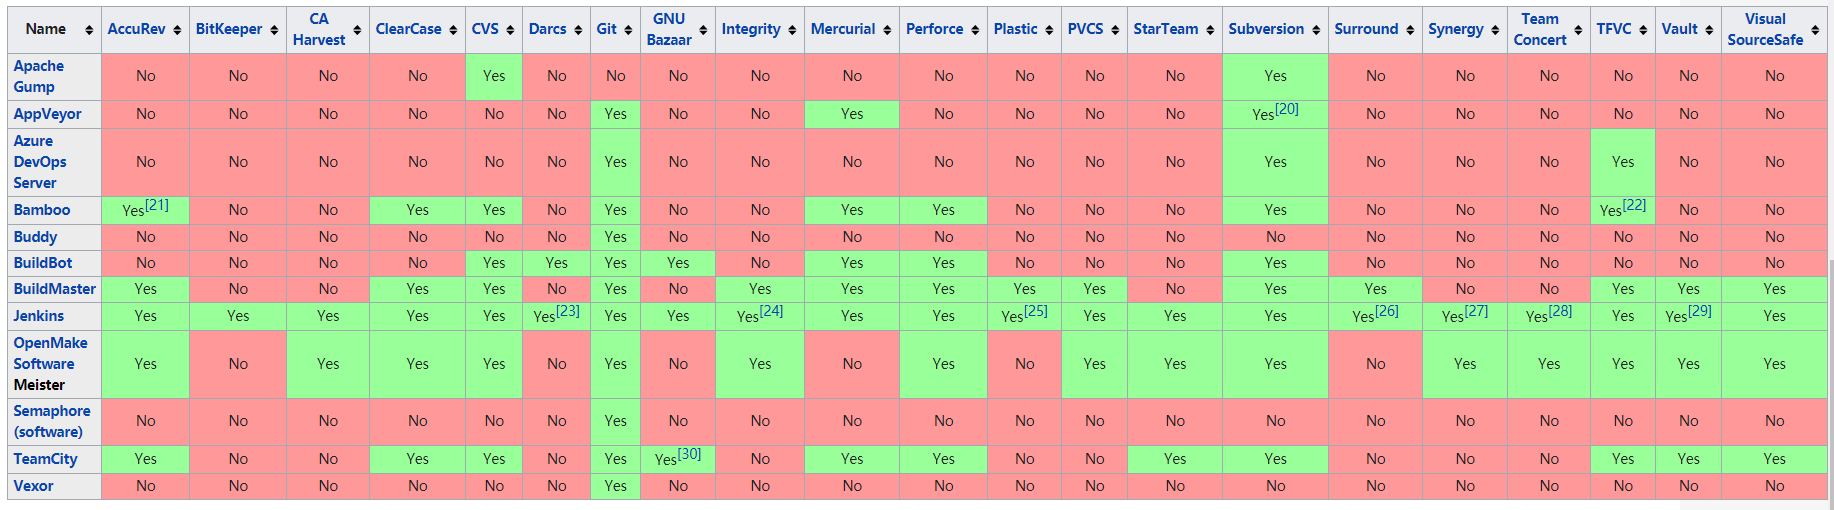 Name AccuRev BitKeeper CA Harvest ClearCase CVS Darcs Git GNU Bazaar Integrity Mercurial Perforce Plastic PVCS StarTeam Subversion Surround Synergy Team Concert TFVC Vault Visual SourceSafe
Apache Gump No No No No Yes No No No No No No No No No Yes No No No No No No
AppVeyor No No No No No No Yes No No Yes No No No No Yes[20] No No No No No No
Azure DevOps Server No No No No No No Yes No No No No No No No Yes No No No Yes No No
Bamboo Yes[21] No No Yes Yes No Yes No No Yes Yes No No No Yes No No No Yes[22] No No
Buddy No No No No No No Yes No No No No No No No No No No No No No No
BuildBot No No No No Yes Yes Yes Yes No Yes Yes No No No Yes No No No No No No
BuildMaster Yes No No Yes Yes No Yes No Yes Yes Yes Yes Yes No Yes Yes No No Yes Yes Yes
Jenkins Yes Yes Yes Yes Yes Yes[23] Yes Yes Yes[24] Yes Yes Yes[25] Yes Yes Yes Yes[26] Yes[27] Yes[28] Yes Yes[29] Yes
OpenMake Software Meister Yes No Yes Yes Yes No Yes No Yes No Yes No Yes Yes Yes No Yes Yes Yes Yes Yes
Semaphore (software) No No No No No No Yes No No No No No No No No No No No No No No
TeamCity Yes No No Yes Yes No Yes Yes[30] No Yes Yes No No Yes Yes No No No Yes Yes Yes
Vexor No No No No No No Yes No No No No No No No No No No No No No No